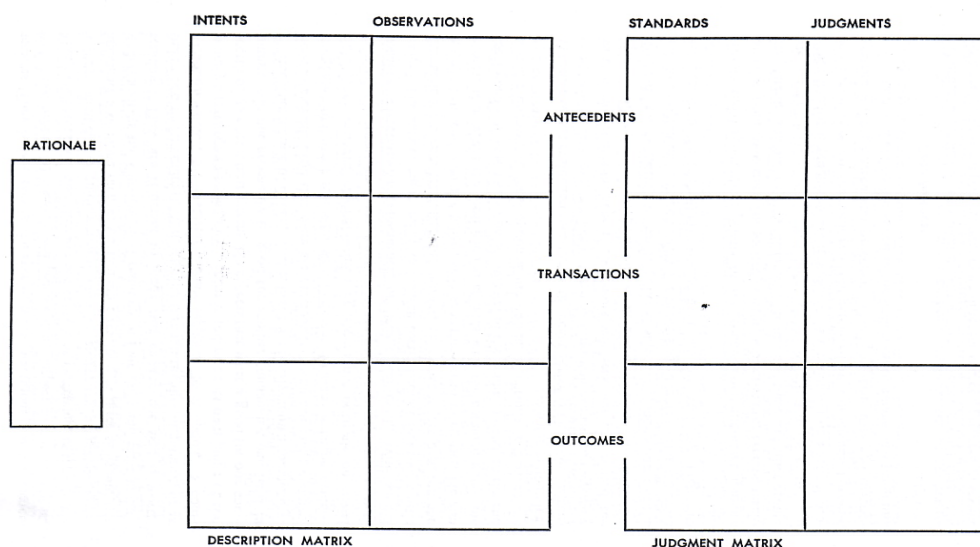 INTENTS OBSERVATIONS STANDARDS JUDGMENTS
ANTECEDENTS
RATIONALE
TRANSACTIONS
OUTCOMES
DESCRIPTION MATRIX JUDGMENT MATRIX